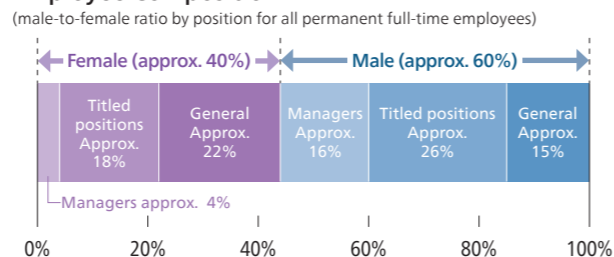 (male-to-female ratio by position for all permanent full-time employees)
Female (approx. 40%)
Male (approx. 60%)
Titled
positions
Approx.
18%
General
Approx.
22%
Managers
Approx.
16%
Titled positions
Approx.
26%
General
Approx.
15%
Managers approx. 4%
0%
20%
40%
60%
80%
100%